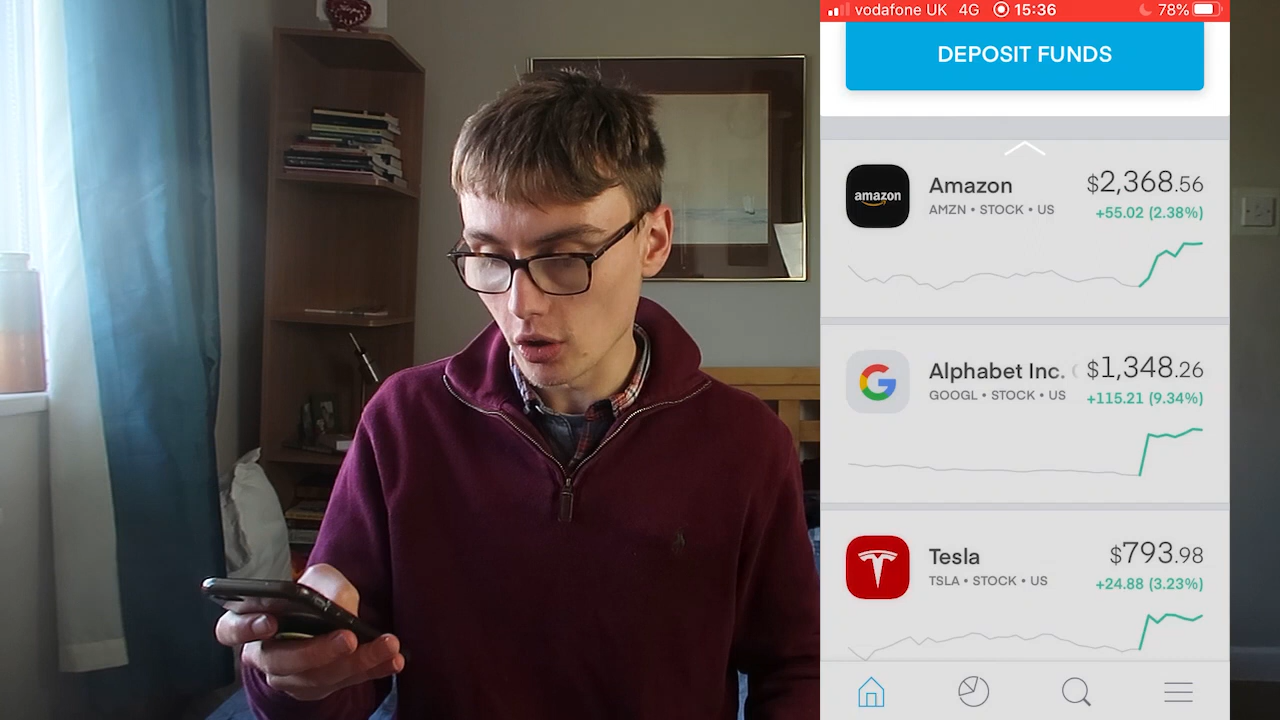 vodafone UK 4G 15:36 78%
DEPOSIT FUNDS
amazon
Amazon
$2,368.56
AMZN • STOCK • US
+55.02 (2.38%)
Alphabet Inc.
$1,348.26
GOOGL • STOCK • US
+115.21 (9.34%)
Tesla
$793.98
TSLA • STOCK • US
+24.88 (3.23%)